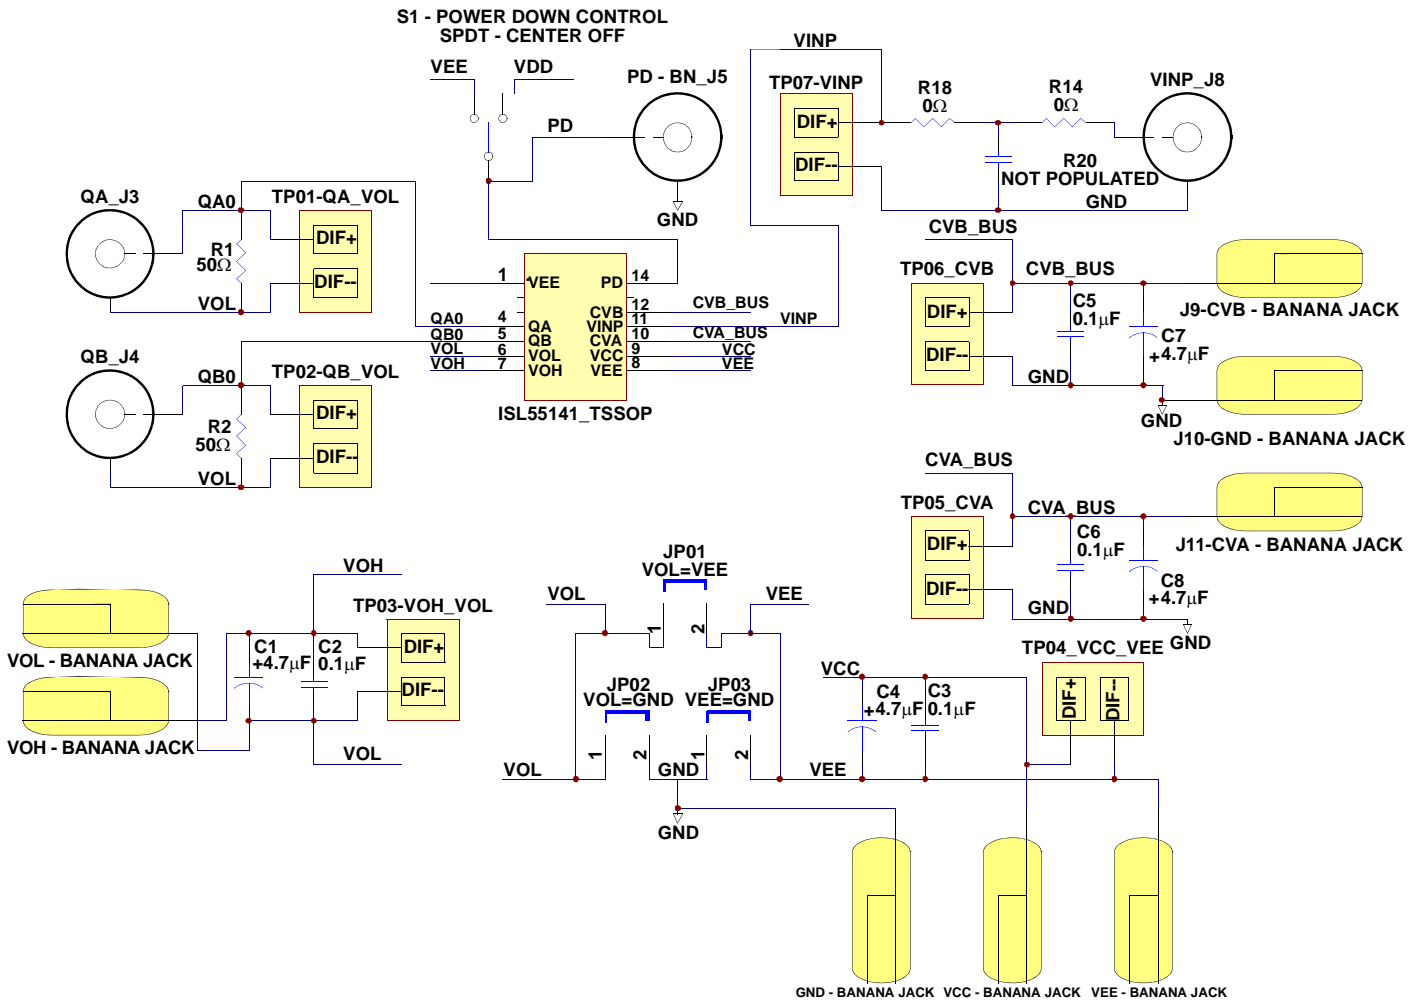 S1 - POWER DOWN CONTROL
SPDT - CENTER OFF
VEE
VDD
PD - BN_J5
PD
GND
VINP
TP07-VINP
DIF+
DIF--
R18
0Ω
R14
0Ω
VINP_J8
R20
NOT POPULATED
GND
QA_J3
QA0
TP01-QA_VOL
R1
50Ω
DIF+
DIF--
VOL
QB_J4
QB0
TP02-QB_VOL
R2
50Ω
DIF+
DIF--
VOL
1
VEE
PD
14
CVB
12
CVB_BUS
QA0
4
QA
VINP
11
VINP
QB0
5
QB
CVA
10
CVA_BUS
VOL
6
VOL
VCC
9
VCC
VOH
7
VOH
VEE
8
VEE
ISL55141_TSSOP
CVB_BUS
TP06_CVB
CVB_BUS
DIF+
DIF--
C5
0.1µF
C7
+4.7µF
GND
GND
J9-CVB - BANANA JACK
J10-GND - BANANA JACK
CVA_BUS
TP05_CVA
CVA_BUS
DIF+
DIF--
C6
0.1µF
C8
+4.7µF
GND
GND
J11-CVA - BANANA JACK
VOH
TP03-VOH_VOL
DIF+
DIF--
C1
+4.7µF
C2
0.1µF
VOL
VOL - BANANA JACK
VOH - BANANA JACK
JP01
VOL=VEE
VOL
VEE
1
2
JP02
VOL=GND
JP03
VEE=GND
1
2
1
2
VOL
GND
VEE
GND
VCC
C4
+4.7µF
C3
0.1µF
TP04_VCC_VEE
DIF+
DIF--
GND - BANANA JACK
VCC - BANANA JACK
VEE - BANANA JACK